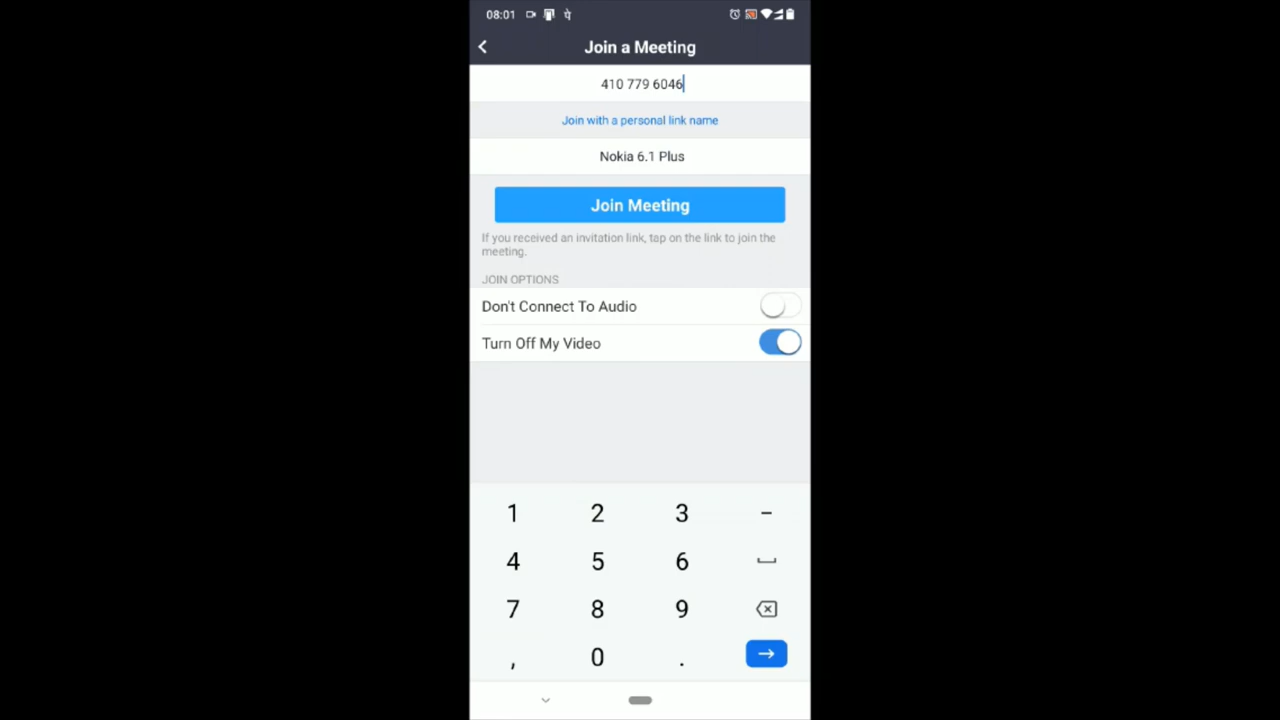 08:01
Join a Meeting
410 779 6046
Join with a personal link name
Nokia 6.1 Plus
Join Meeting
If you received an invitation link, tap on the link to join the
meeting.
JOIN OPTIONS
Don't Connect To Audio
Turn Off My Video
1 2 3 –
4 5 6
7 8 9
, 0 .